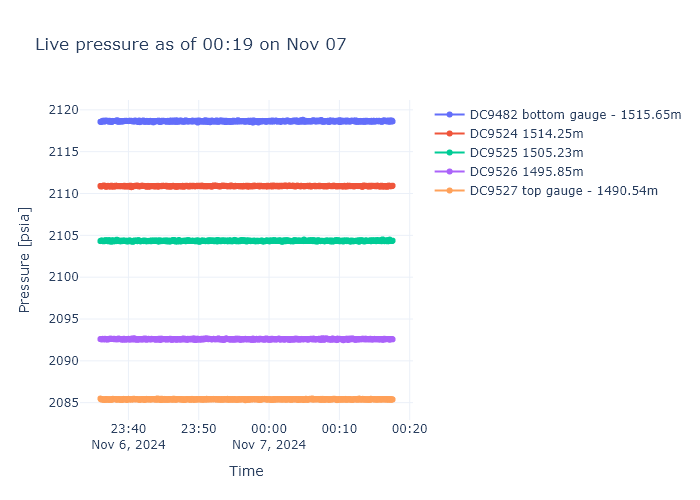 Live pressure as of 00:19 on Nov 07
2120
2115
2110
2105
2100
2095
2090
2085
Pressure [psia]
23:40
Nov 6, 2024
23:50
00:00
Nov 7, 2024
00:10
00:20
Time
DC9482 bottom gauge - 1515.65m
DC9524 1514.25m
DC9525 1505.23m
DC9526 1495.85m
DC9527 top gauge - 1490.54m